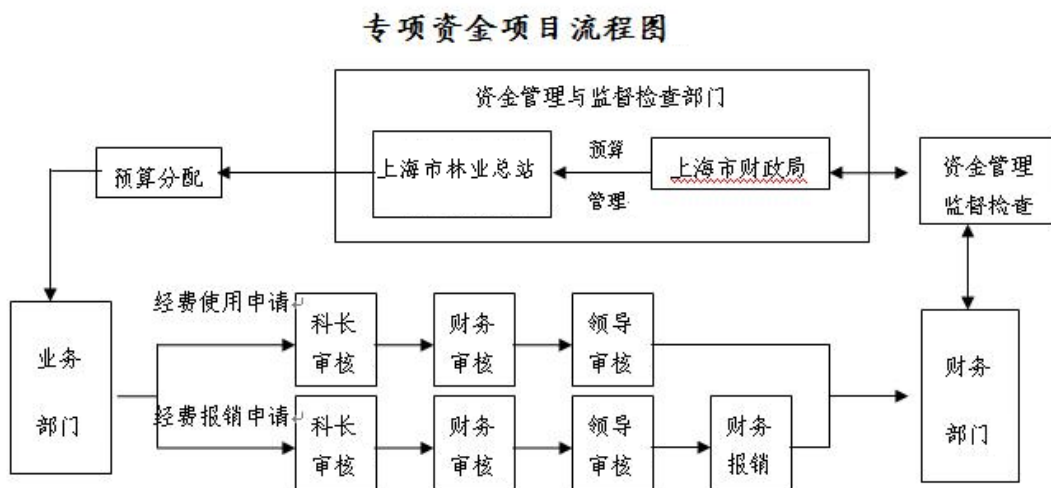 专项资金项目流程图
资金管理与监督检查部门
预算分配
上海市林业总站
预算
管理
上海市财政局
资金管理
监督检查
业务
部门
经费使用申请
科长
审核
财务
审核
领导
审核
经费报销申请
科长
审核
财务
审核
领导
审核
财务
报销
财务
部门